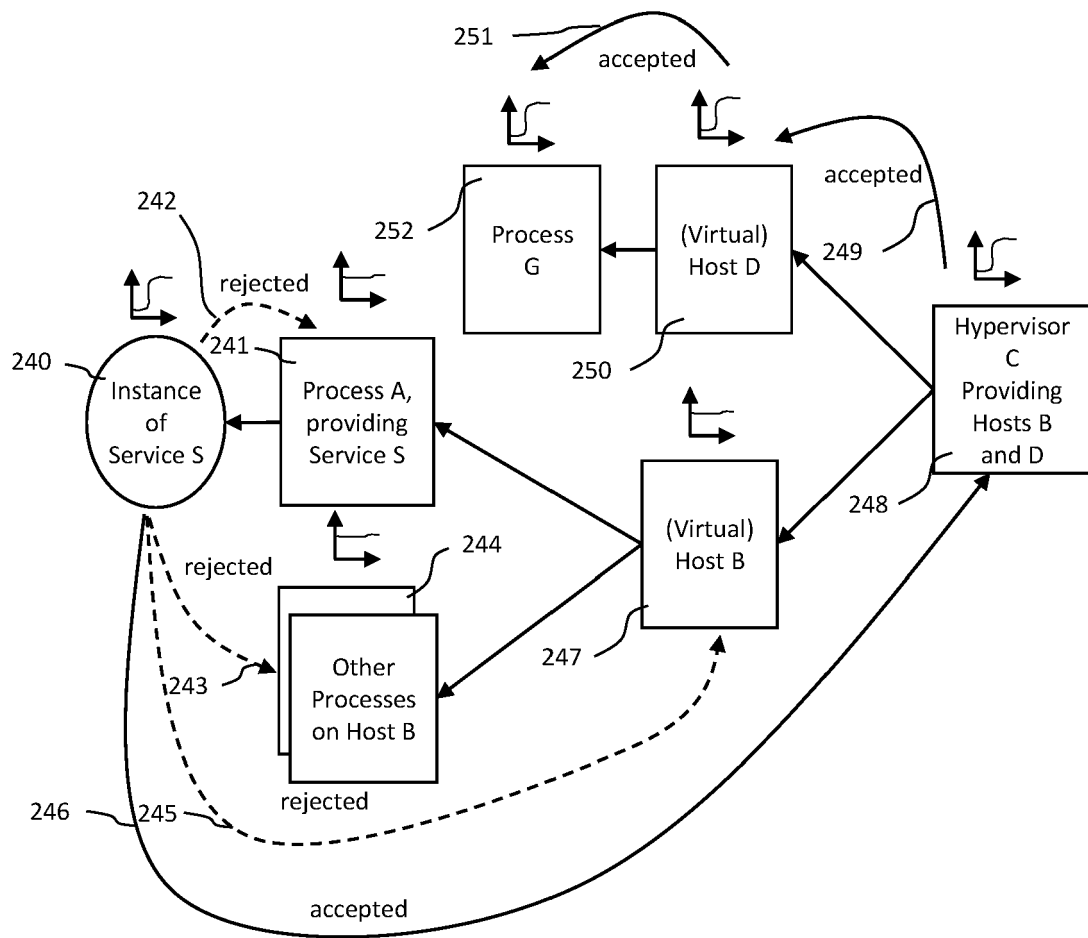 251
accepted
242
252
Process
G
(Virtual)
Host D
250
accepted
249
rejected
240
241
Instance
of
Service S
Process A,
providing
Service S
Hypervisor
C
Providing
Hosts B
and D
248
rejected
244
(Virtual)
Host B
247
243
Other
Processes
on Host B
rejected
246
245
accepted